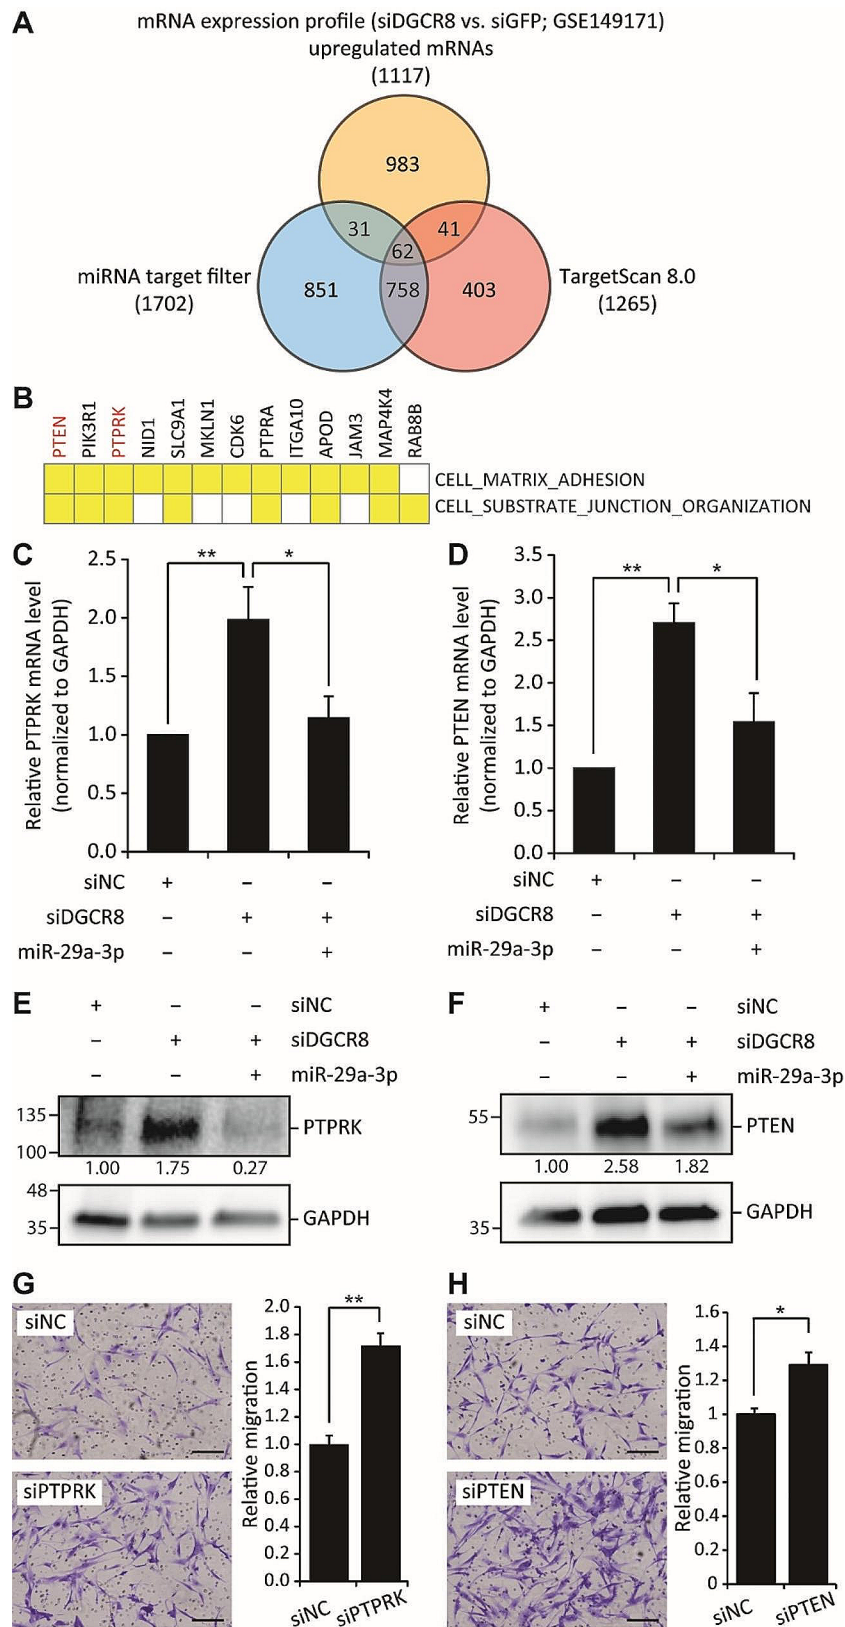 A
mRNA expression profile (siDGCR8 vs. siGFP; GSE149171)
upregulated mRNAs
(1117)
983
31
41
62
miRNA target filter
(1702)
851
758
403
TargetScan 8.0
(1265)
B
PTEN PIK3R1 PTPRK NID1 SLC9A1 MKLN1 CDK6 PTPRA ITGA10 APOD JAM3 MAP4K4 RAB8B
CELL_MATRIX_ADHESION
CELL_SUBSTRATE_JUNCTION_ORGANIZATION
C
Relative PTPRK mRNA level
(normalized to GAPDH)
2.5
2.0
1.5
1.0
0.5
0.0
** *
siNC + – –
siDGCR8 – + +
miR-29a-3p – – +
D
Relative PTEN mRNA level
(normalized to GAPDH)
3.5
3.0
2.5
2.0
1.5
1.0
0.5
0.0
** *
siNC + – –
siDGCR8 – + +
miR-29a-3p – – +
E
+ – – siNC
– + + siDGCR8
– – + miR-29a-3p
135
100
PTPRK
1.00 1.75 0.27
48
35
GAPDH
F
+ – – siNC
– + + siDGCR8
– – + miR-29a-3p
55
PTEN
1.00 2.58 1.82
35
GAPDH
G
siNC
siPTPRK
Relative migration
2.0
1.8
1.6
1.4
1.2
1.0
0.8
0.6
0.4
0.2
0.0
**
siNC siPTPRK
H
siNC
siPTEN
Relative migration
1.6
1.4
1.2
1
0.8
0.6
0.4
0.2
0
*
siNC siPTEN